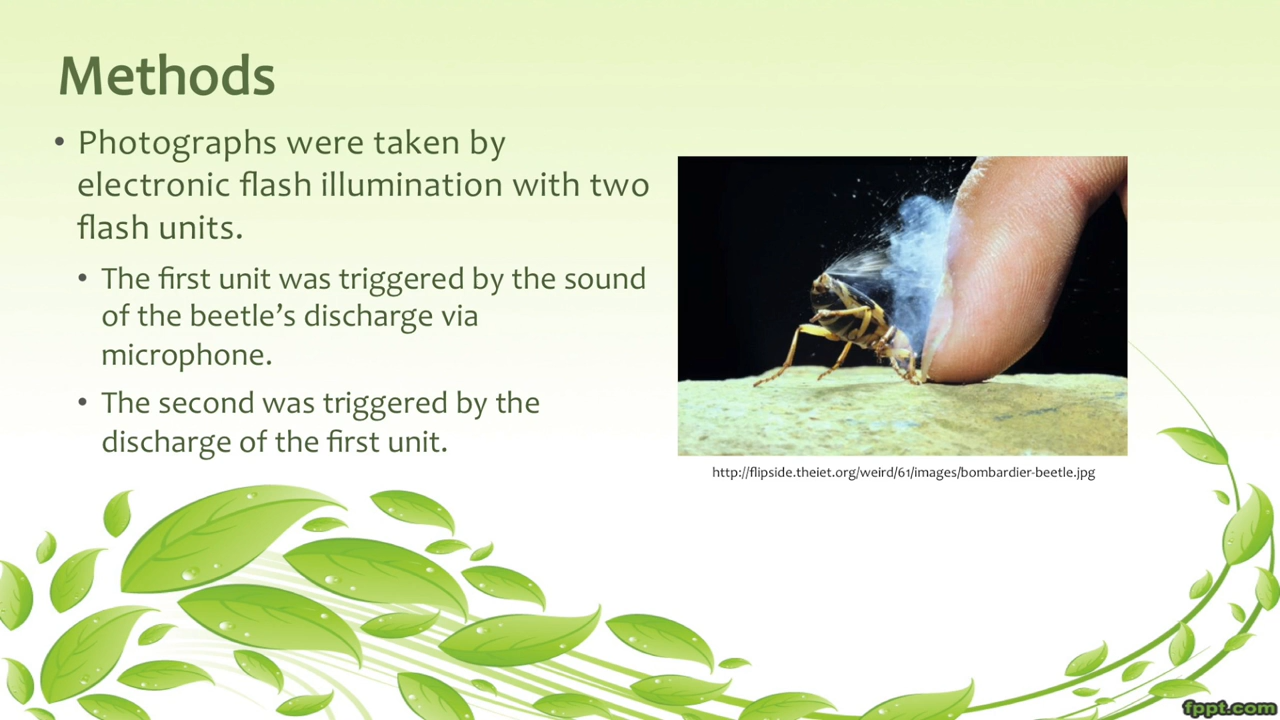 Methods
• Photographs were taken by
electronic flash illumination with two
flash units.
• The first unit was triggered by the sound
of the beetle’s discharge via
microphone.
• The second was triggered by the
discharge of the first unit.
http://flipside.theiet.org/weird/61/images/bombardier-beetle.jpg
fppt.com